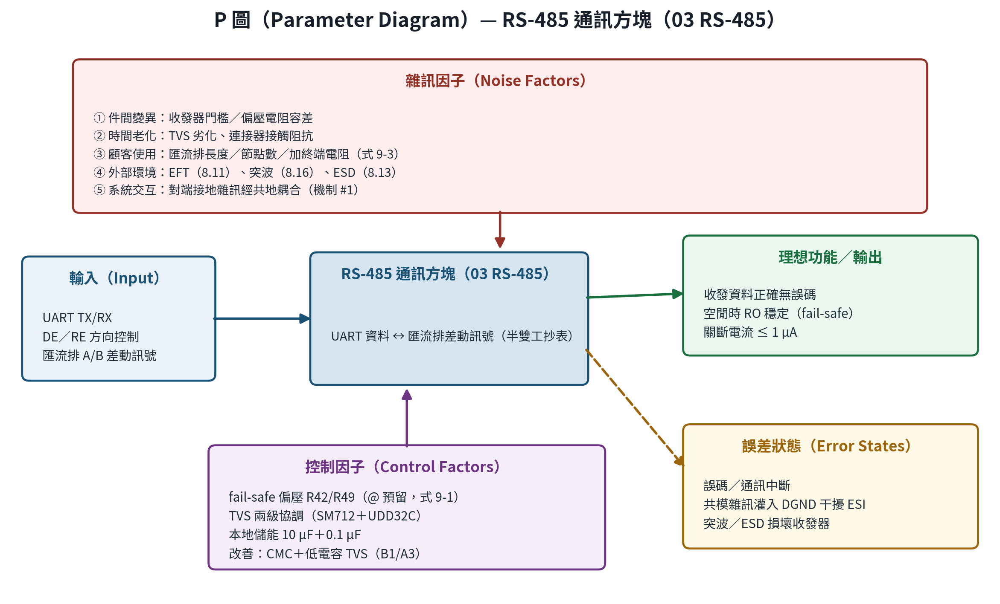 P 圖（Parameter Diagram）— RS-485 通訊方塊（03 RS-485）
雜訊因子（Noise Factors）
① 件間變異：收發器門檻／偏壓電阻容差
② 時間老化：TVS 劣化、連接器接觸阻抗
③ 顧客使用：匯流排長度／節點數／加終端電阻（式 9-3）
④ 外部環境：EFT（8.11）、突波（8.16）、ESD（8.13）
⑤ 系統交互：對端接地雜訊經共地耦合（機制 #1）
輸入（Input）
UART TX/RX
DE／RE 方向控制
匯流排 A/B 差動訊號
RS-485 通訊方塊（03 RS-485）
UART 資料 ↔ 匯流排差動訊號（半雙工抄表）
理想功能／輸出
收發資料正確無誤碼
空閒時 RO 穩定（fail-safe）
關斷電流 ≤ 1 μA
控制因子（Control Factors）
fail-safe 偏壓 R42/R49（@ 預留，式 9-1）
TVS 兩級協調（SM712＋UDD32C）
本地儲能 10 μF＋0.1 μF
改善：CMC＋低電容 TVS（B1/A3）
誤差狀態（Error States）
誤碼／通訊中斷
共模雜訊灌入 DGND 干擾 ESI
突波／ESD 損壞收發器